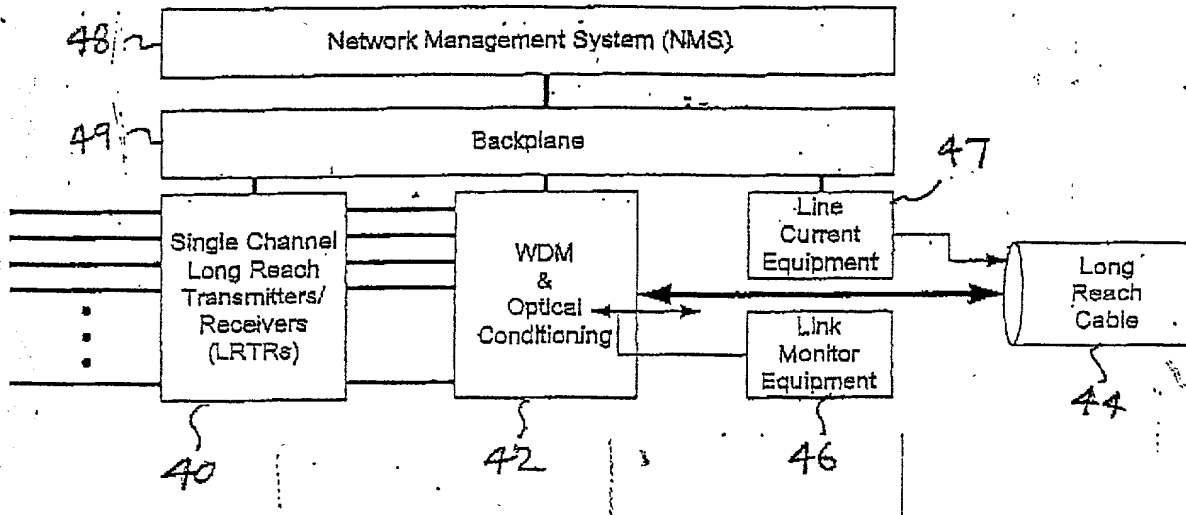 48
Network Management System (NMS)
49
Backplane
47
Single Channel
Long Reach
Transmitters/
Receivers
(LRTRs)
WDM
&
Optical
Conditioning
Line
Current
Equipment
Link
Monitor
Equipment
Long
Reach
Cable
40
42
46
44